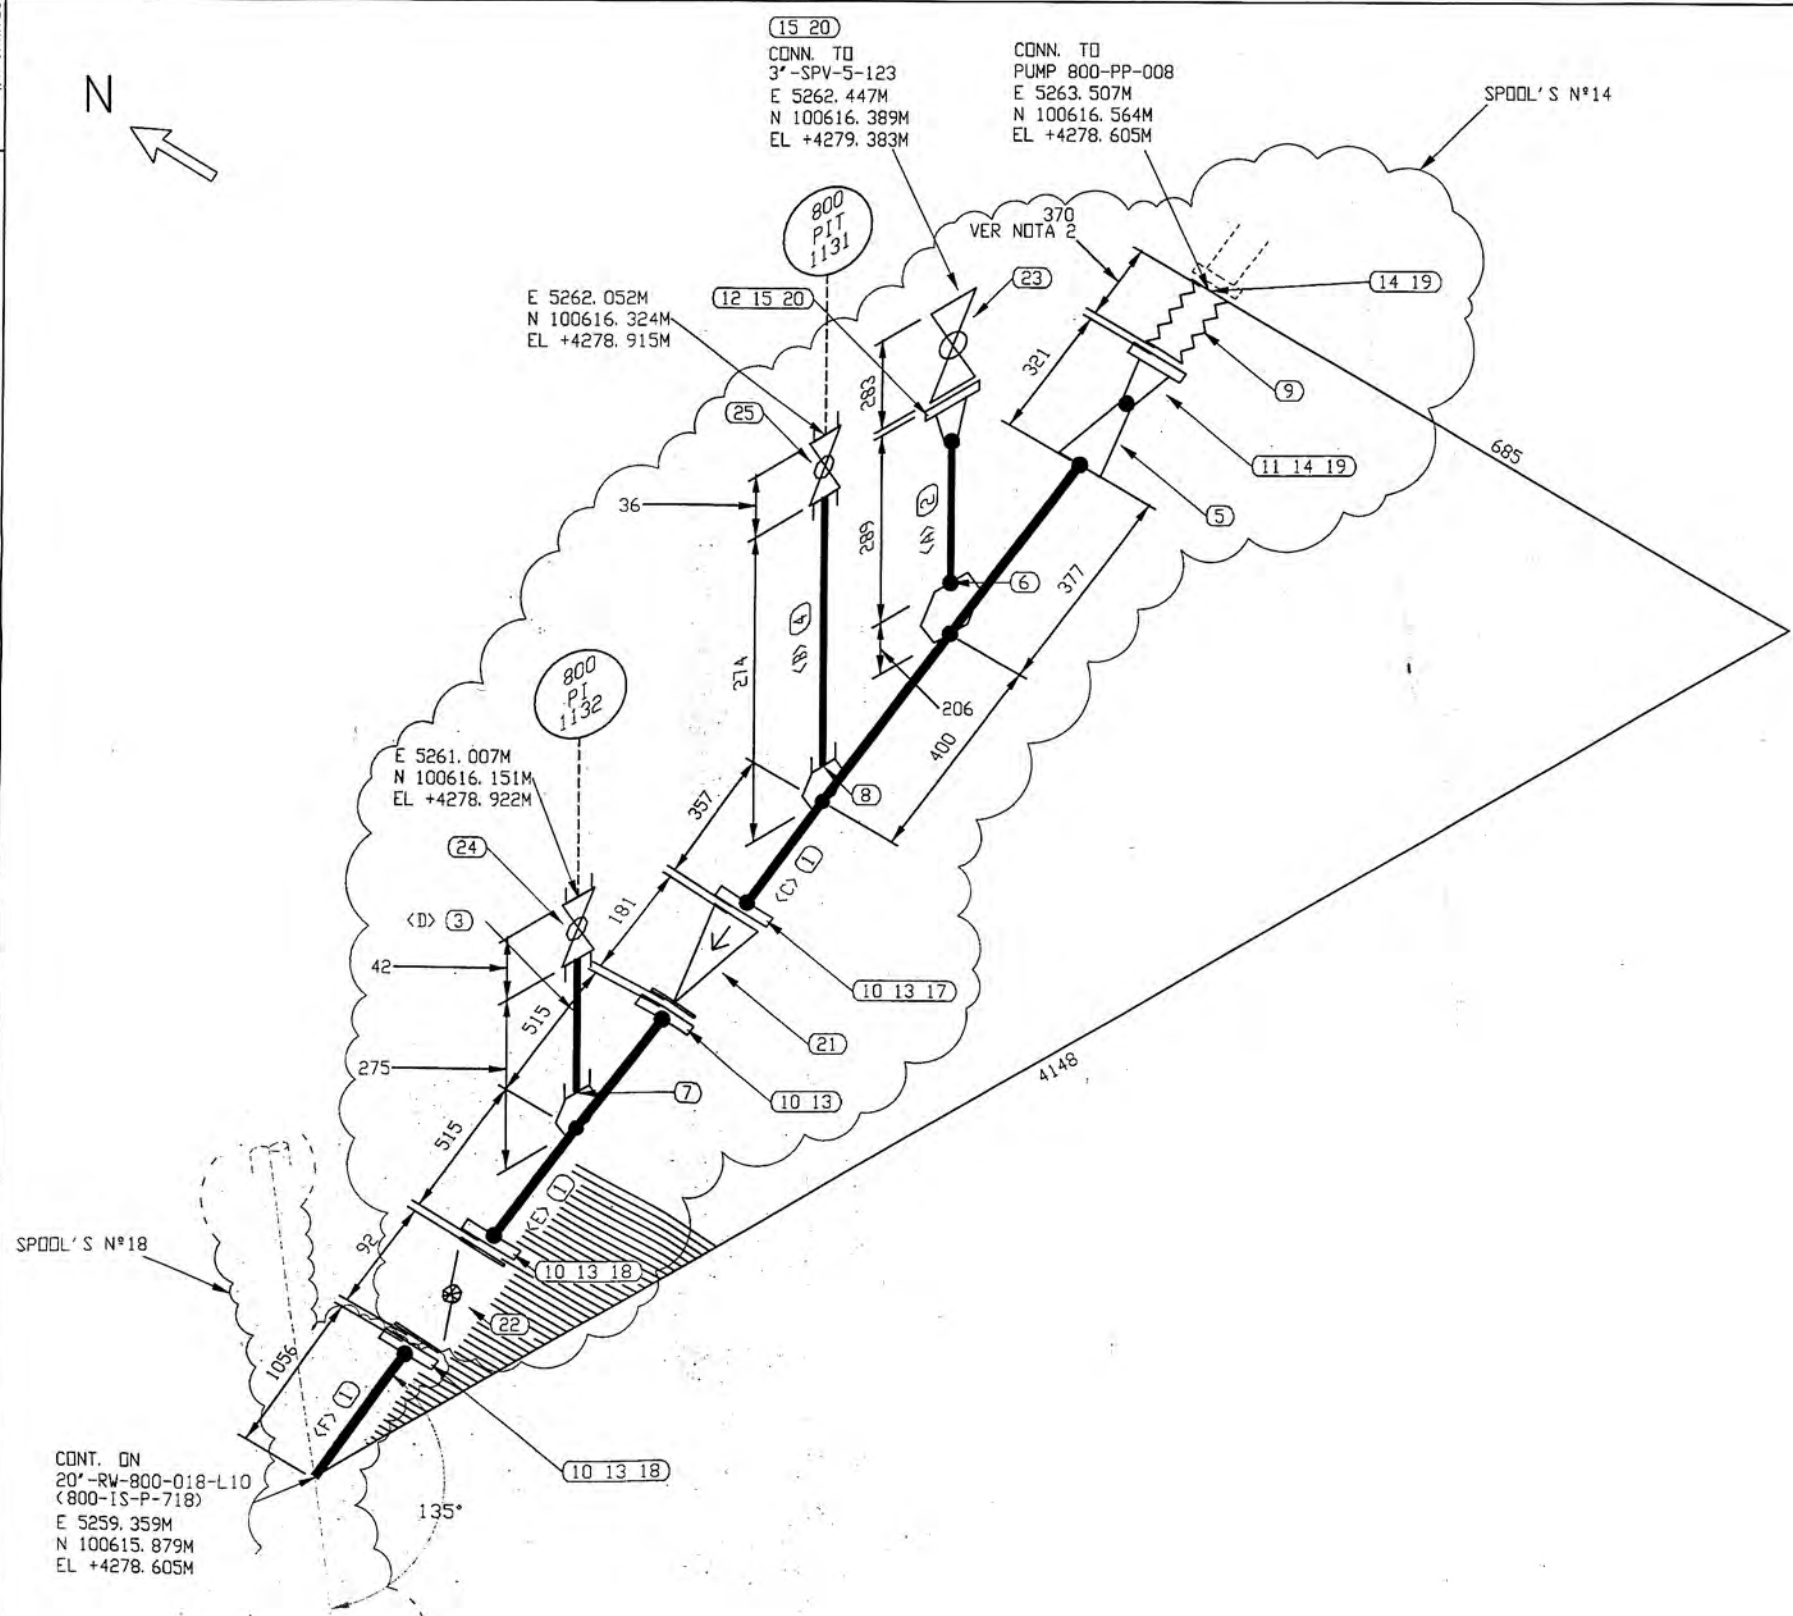 N
15 20
CONN. TO
3"-SPV-5-123
E 5262.447M
N 100616.389M
EL +4279.383M
CONN. TO
PUMP 800-PP-008
E 5263.507M
N 100616.564M
EL +4278.605M
SPOOL'S Nº14
800
PIT
1131
370
VER NOTA 2
E 5262.052M
N 100616.324M
EL +4278.915M
12 15 20
23
14 19
321
9
25
283
685
36
11 14 19
5
<A> 2
289
6
377
274
<B> 4
206
400
800
PI
1132
E 5261.007M
N 100616.151M
EL +4278.922M
8
357
24
<D> 3
<C> 1
181
42
10 13 17
515
21
275
7
4148
10 13
515
<E> 1
SPOOL'S Nº18
92
10 13 18
22
1056
<F> 1
10 13 18
CONT. ON
20"-RW-800-018-L10
(800-IS-P-718)
E 5259.359M
N 100615.879M
EL +4278.605M
135°